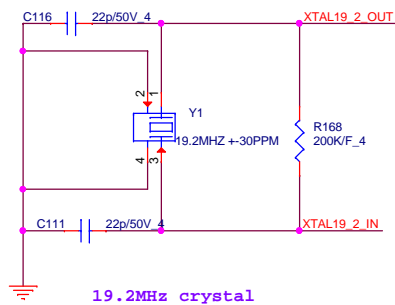 C116 22p/50V_4 XTAL19_2_OUT
2 1
Y1
19.2MHZ +-30PPM
R168
200K/F_4
4 3
C111 22p/50V_4 XTAL19_2_IN
19.2MHz crystal